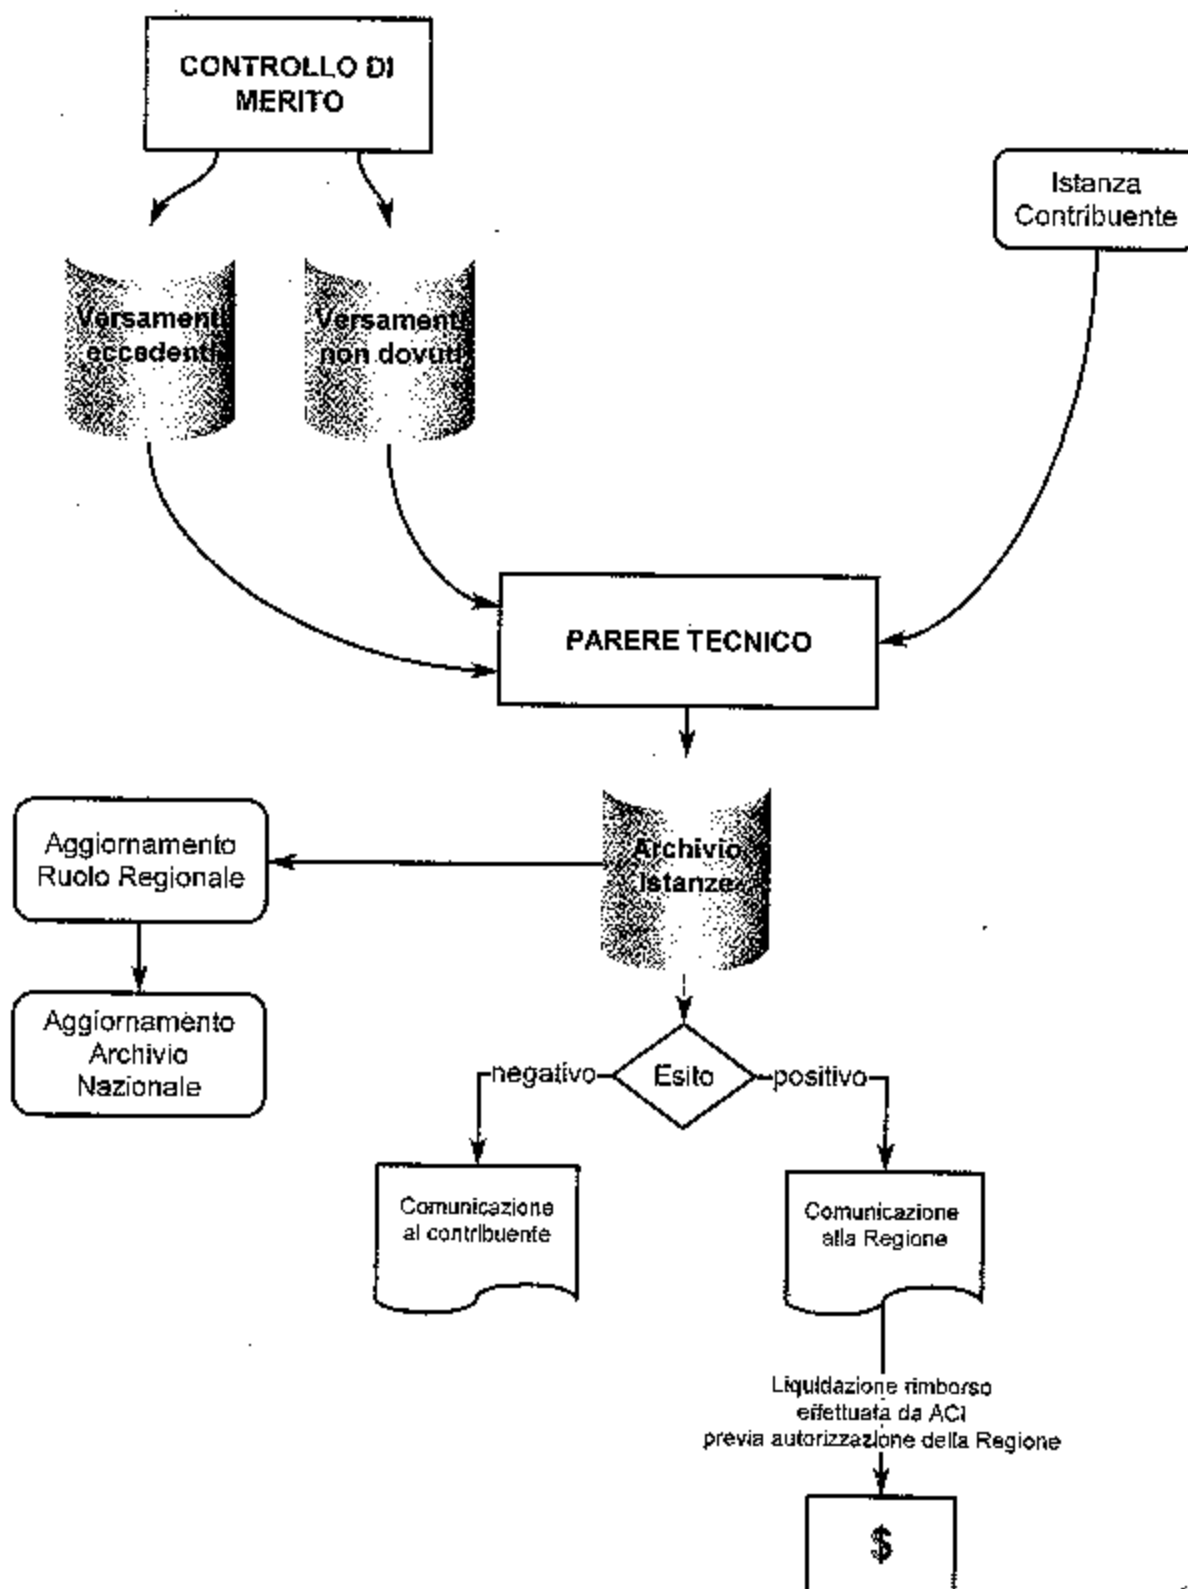 CONTROLLO DI
MERITO
Istanza
Contribuente
Versamenti
eccedenti
Versamenti
non dovuti
PARERE TECNICO
Aggiornamento
Ruolo Regionale
Archivio
Istanze
Aggiornamento
Archivio
Nazionale
negativo
Esito
positivo
Comunicazione
al contribuente
Comunicazione
alla Regione
Liquidazione rimborso
effettuata da ACI
previa autorizzazione della Regione
$